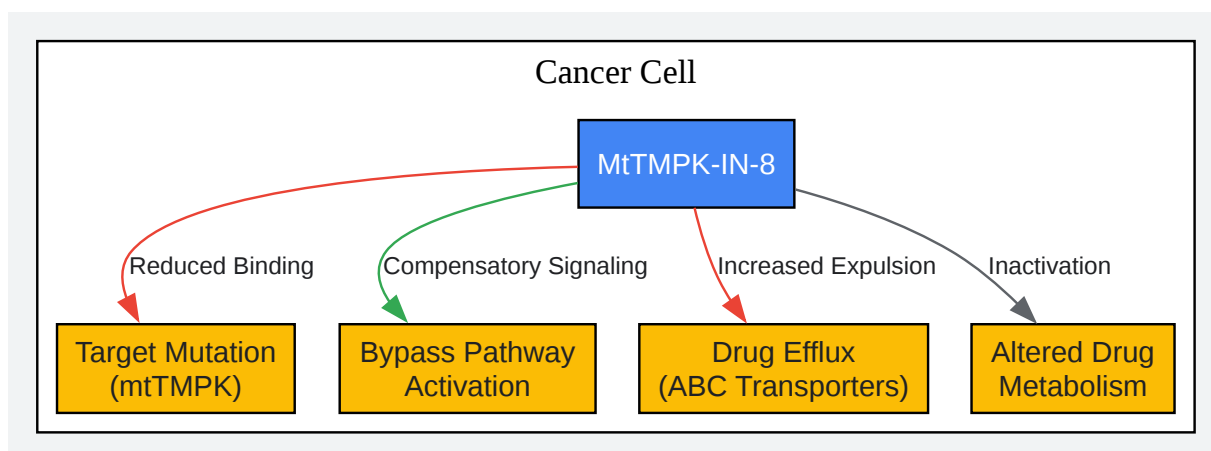 Cancer Cell
MtTMPK-IN-8
Reduced Binding
Compensatory Signaling
Increased Expulsion
Inactivation
Target Mutation
(mtTMPK)
Bypass Pathway
Activation
Drug Efflux
(ABC Transporters)
Altered Drug
Metabolism